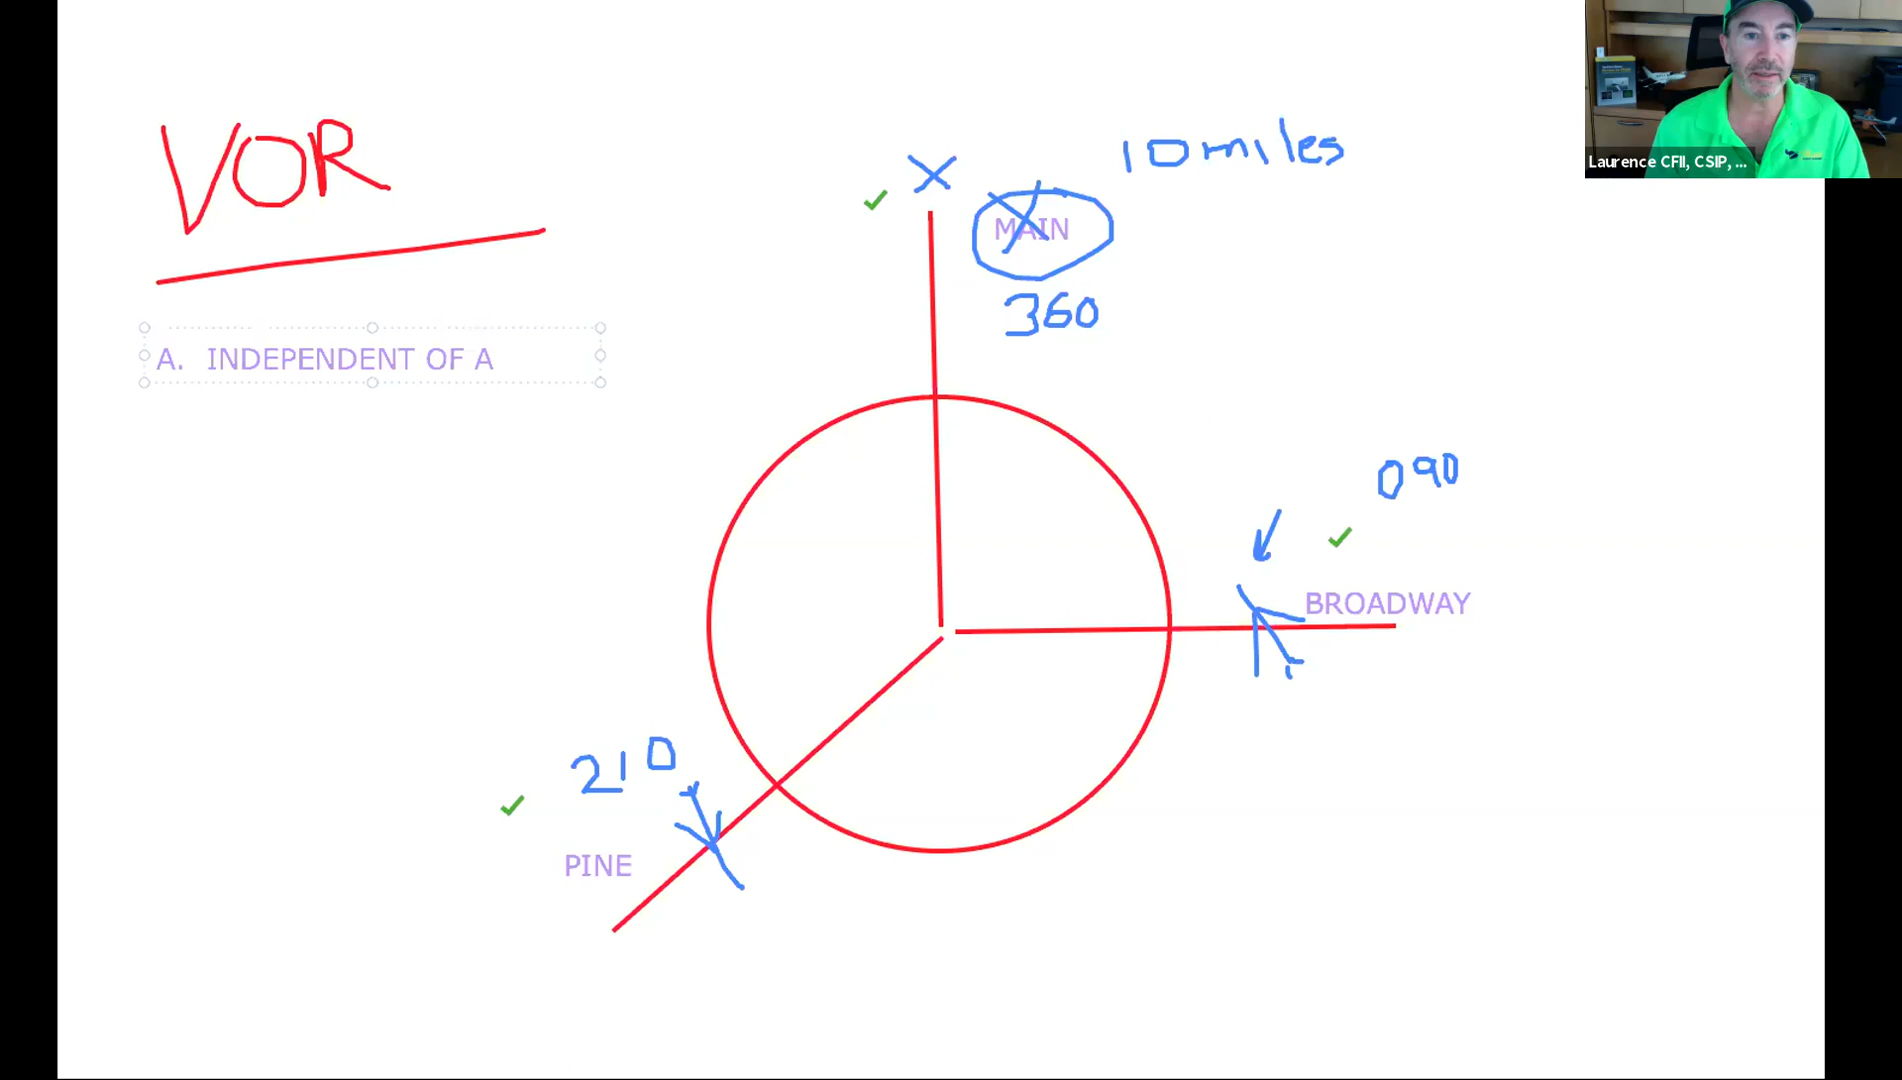 VOR
10 miles
Laurence CFII, CSIP, ...
MAIN
360
A. INDEPENDENT OF A
090
BROADWAY
210
PINE